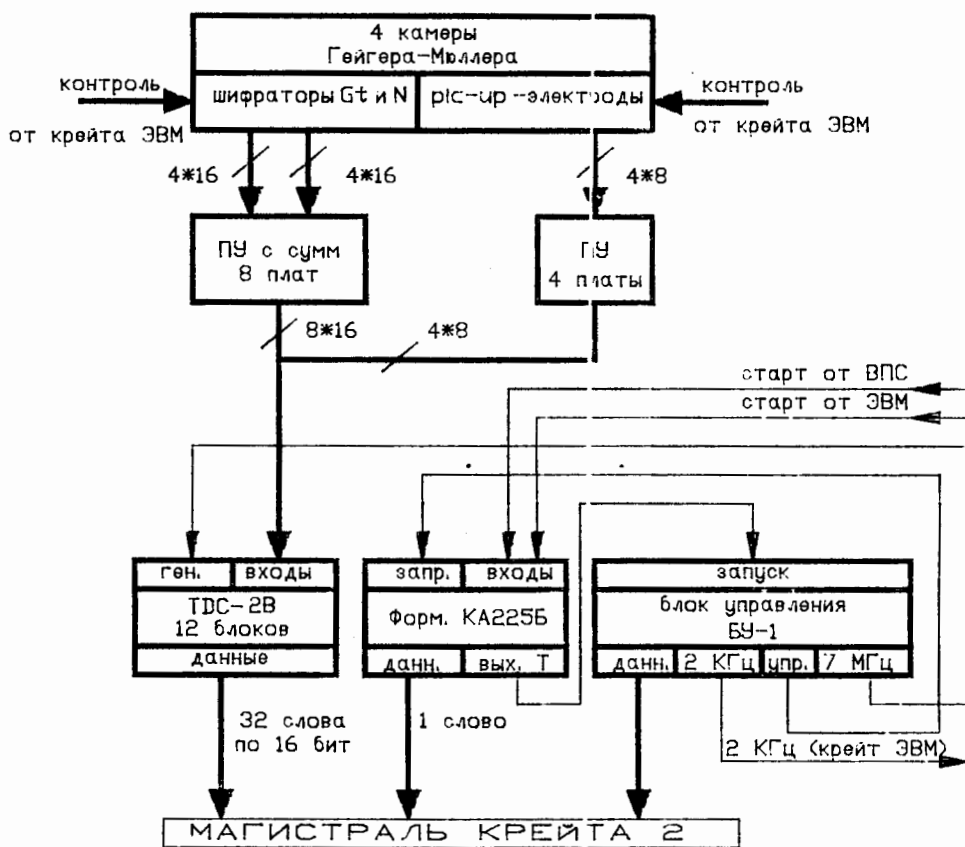 4 камеры
Гейгера-Мюллера
контроль
шифраторы Gt и N
pic-up -электроды
контроль
от крейта ЭВМ
от крейта ЭВМ
4*16
4*16
4*8
ПУ с сумм
8 плат
ПУ
4 платы
8*16
4*8
старт от ВПС
старт от ЭВМ
ген.
входы
запр.
входы
запуск
TDC-2В
12 блоков
Форм. КА225Б
блок управления
БУ-1
данные
данн.
вых. Т
данн.
2 КГц
упр.
7 МГц
32 слова
по 16 бит
1 слово
2 КГц (крейт ЭВМ)
МАГИСТРАЛЬ КРЕЙТА 2